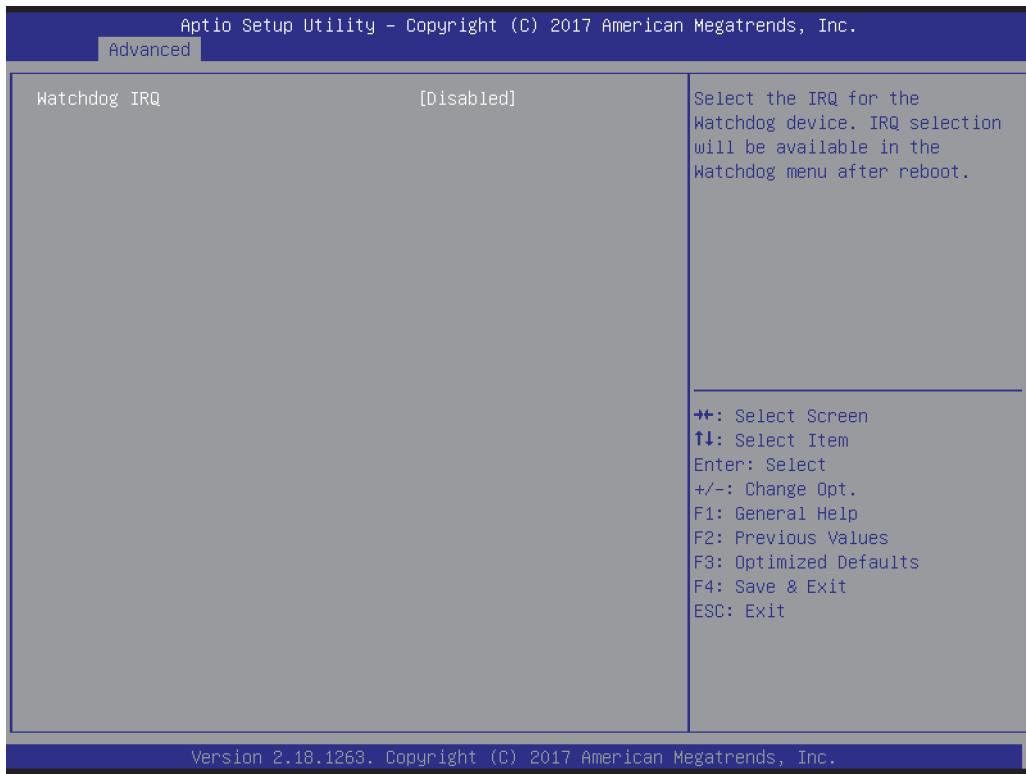 Aptio Setup Utility – Copyright (C) 2017 American Megatrends, Inc.
Advanced
Watchdog IRQ [Disabled]
Select the IRQ for the
Watchdog device. IRQ selection
will be available in the
Watchdog menu after reboot.
→←: Select Screen
↑↓: Select Item
Enter: Select
+/-: Change Opt.
F1: General Help
F2: Previous Values
F3: Optimized Defaults
F4: Save & Exit
ESC: Exit
Version 2.18.1263. Copyright (C) 2017 American Megatrends, Inc.